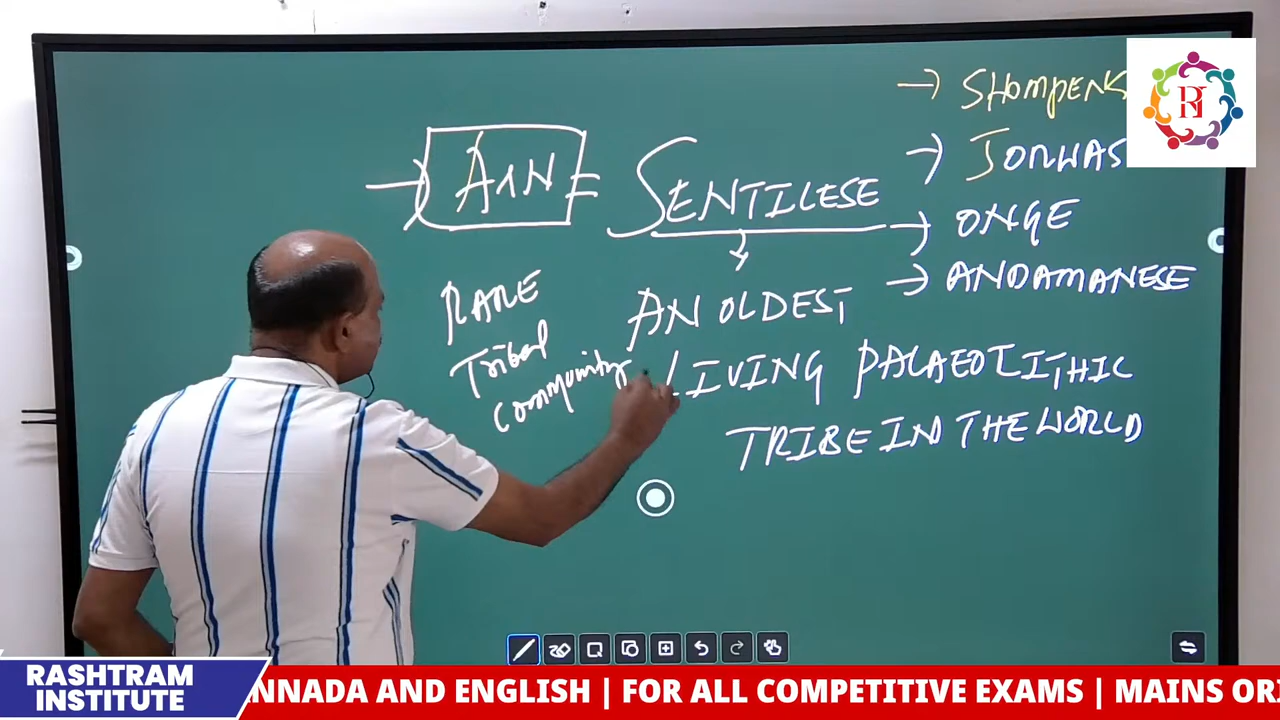 → SHOMPENS
→ JORWAS
→ ONGE
→ ANDAMANESE
→ A1N = SENTILESE
AN OLDEST
LIVING PALAEOLITHIC
TRIBE IN THE WORLD
RARE
Tribal
Community
RASHTRAM
INSTITUTE
NNADA AND ENGLISH | FOR ALL COMPETITIVE EXAMS | MAINS ORI